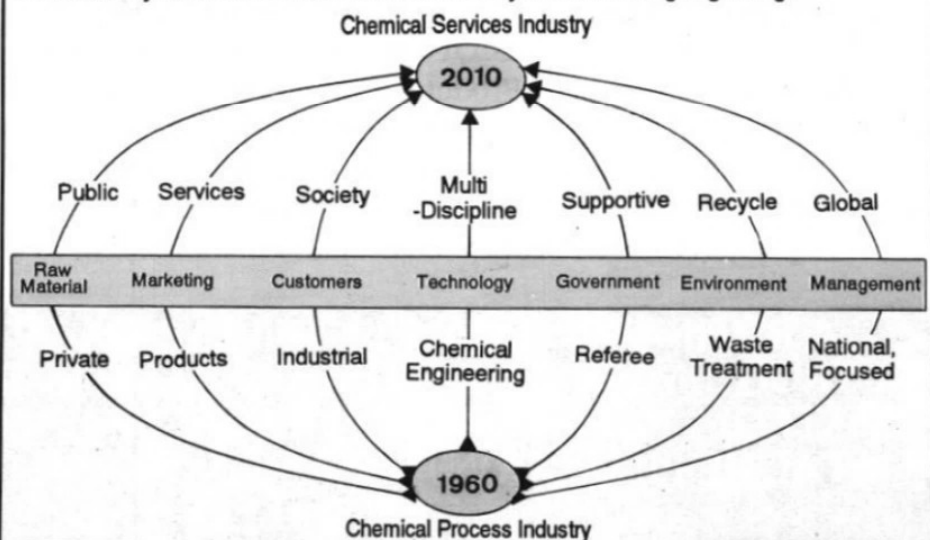 Chemical Services Industry
2010
Public Services Society Multi
-Discipline Supportive Recycle Global
Raw
Material Marketing Customers Technology Government Environment Management
Private Products Industrial Chemical
Engineering Referee Waste
Treatment National,
Focused
1960
Chemical Process Industry